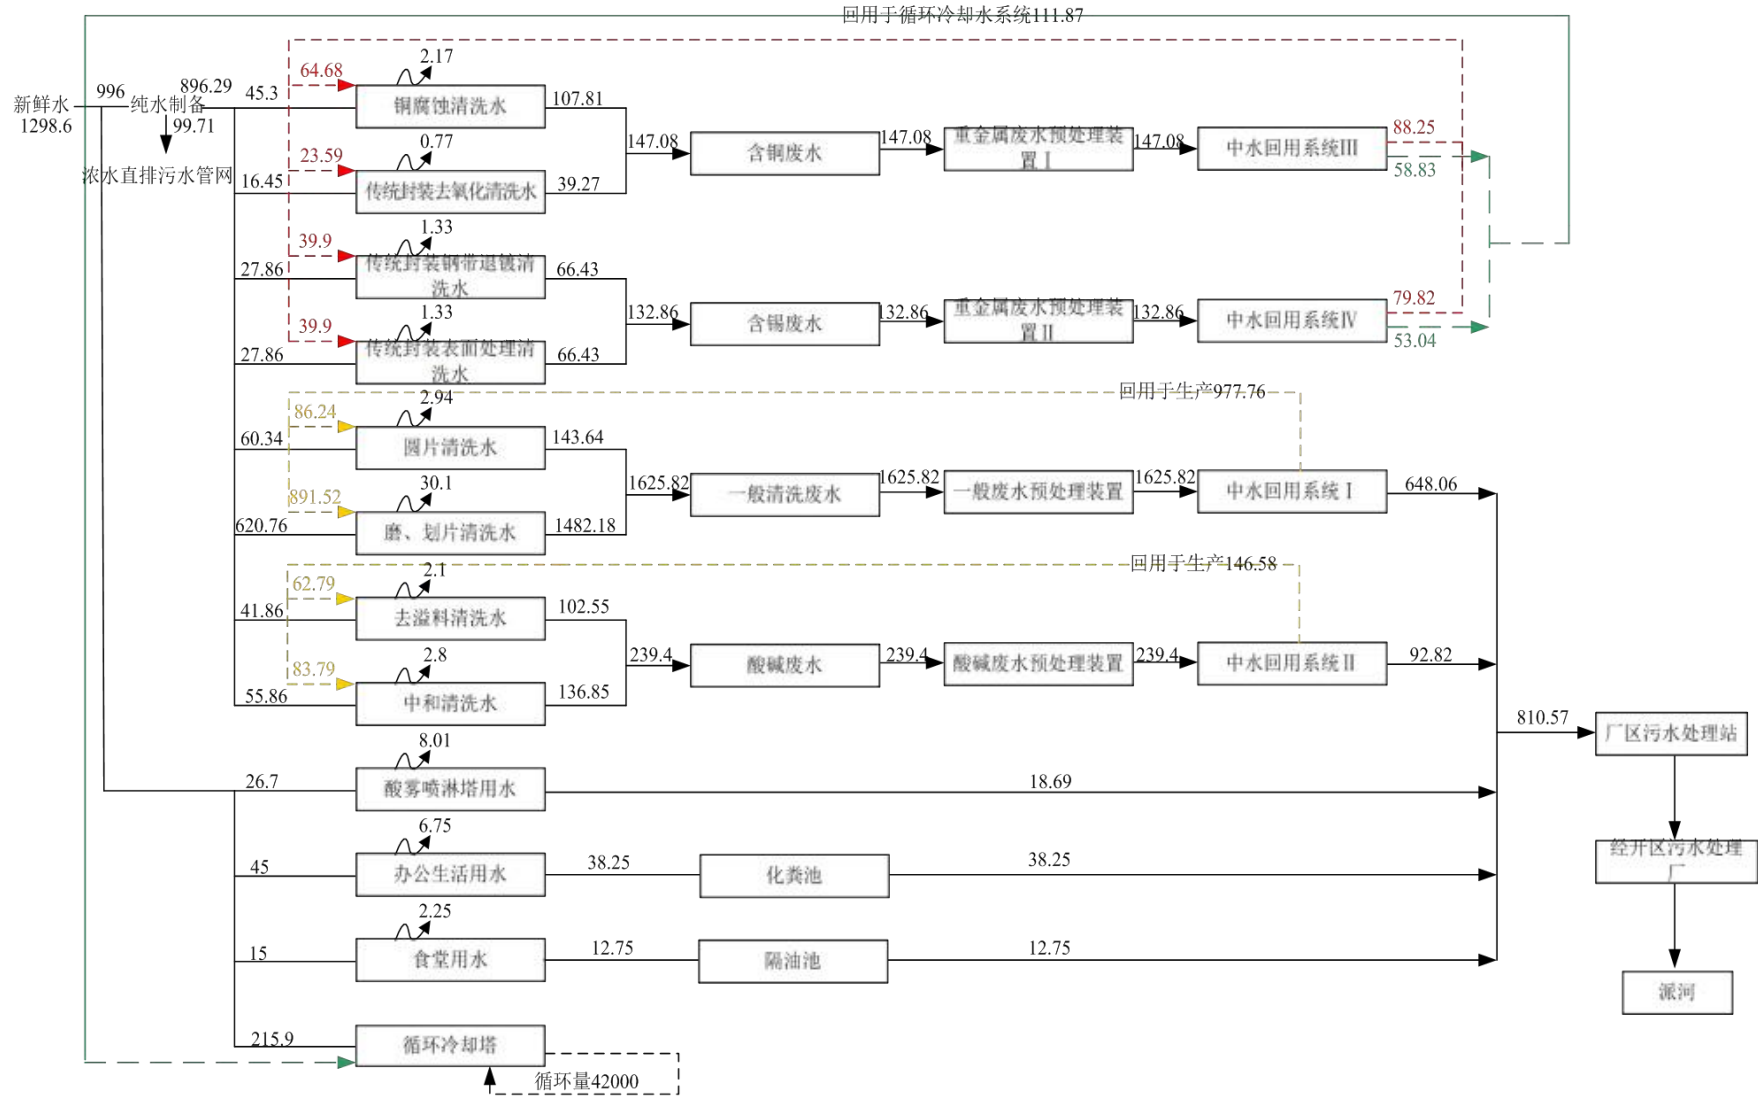 回用于循环冷却水系统111.87
新鲜水
1298.6
996
纯水制备
896.29
99.71
浓水直排污水管网
64.68
2.17
45.3
铜腐蚀清洗水
107.81
23.59
0.77
16.45
传统封装去氧化清洗水
39.27
147.08
含铜废水
147.08
重金属废水预处理装
置Ⅰ
147.08
中水回用系统Ⅲ
88.25
58.83
39.9
1.33
27.86
传统封装钢带退镀清
洗水
66.43
39.9
1.33
27.86
传统封装表面处理清
洗水
66.43
132.86
含锡废水
132.86
重金属废水预处理装
置Ⅱ
132.86
中水回用系统Ⅳ
79.82
53.04
回用于生产977.76
86.24
2.94
60.34
圆片清洗水
143.64
891.52
30.1
620.76
磨、划片清洗水
1482.18
1625.82
一般清洗废水
1625.82
一般废水预处理装置
1625.82
中水回用系统Ⅰ
648.06
回用于生产146.58
62.79
2.1
41.86
去溢料清洗水
102.55
83.79
2.8
55.86
中和清洗水
136.85
239.4
酸碱废水
239.4
酸碱废水预处理装置
239.4
中水回用系统Ⅱ
92.82
8.01
26.7
酸雾喷淋塔用水
18.69
6.75
45
办公生活用水
38.25
化粪池
38.25
2.25
15
食堂用水
12.75
隔油池
12.75
215.9
循环冷却塔
循环量42000
810.57
厂区污水处理站
经开区污水处理
厂
派河